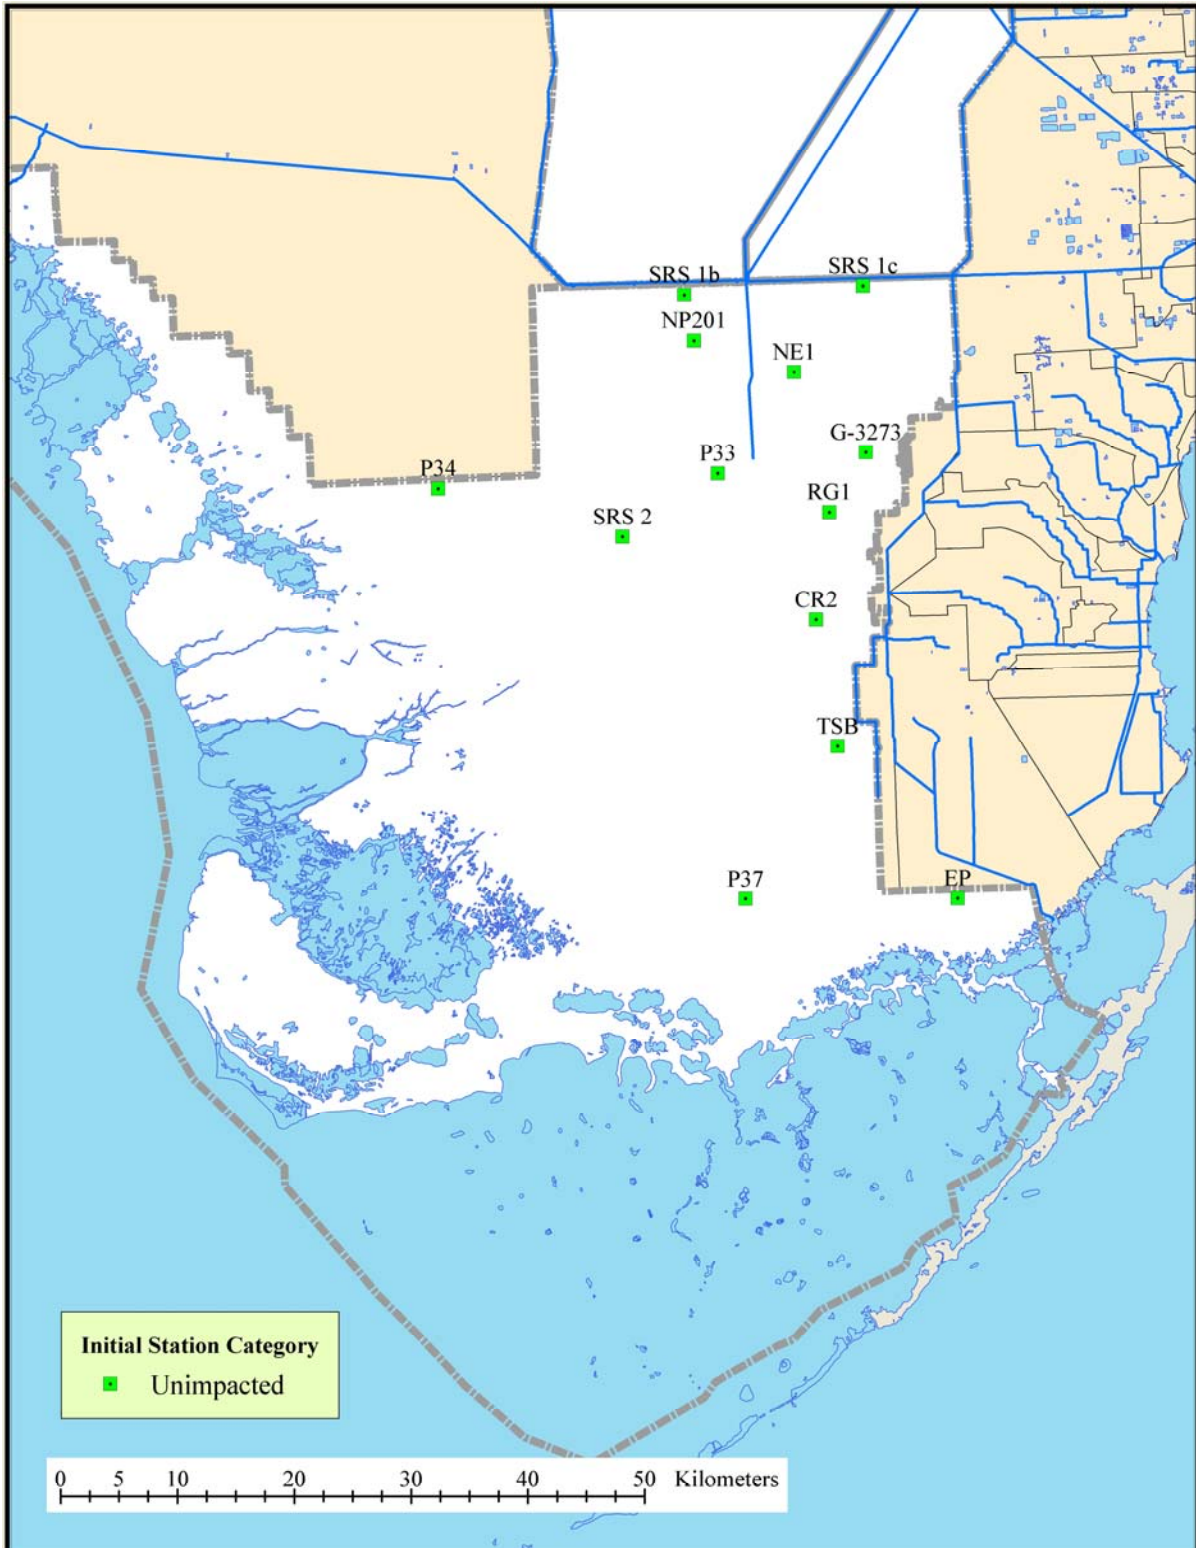 SRS 1b
SRS 1c
NP201
NE1
G-3273
P33
P34
RG1
SRS 2
CR2
TSB
P37
EP
Initial Station Category
Unimpacted
0 5 10 20 30 40 50 Kilometers